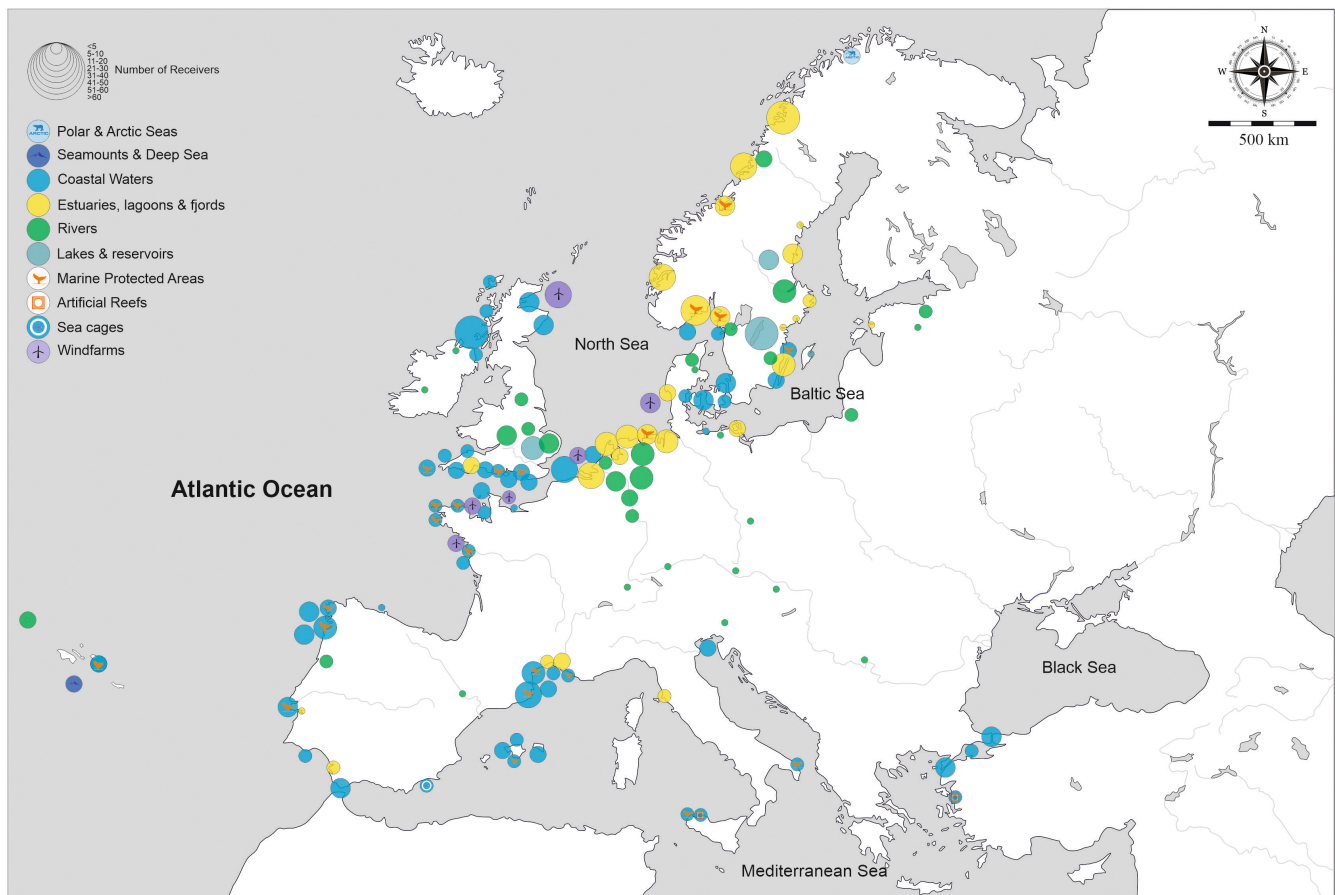 <5
5-10
11-20
21-30
31-40
41-50
51-60
>60
Number of Receivers
N
W
E
S
500 km
ARCTIC
Polar & Arctic Seas
Seamounts & Deep Sea
Coastal Waters
Estuaries, lagoons & fjords
Rivers
Lakes & reservoirs
Marine Protected Areas
Artificial Reefs
Sea cages
Windfarms
North Sea
Baltic Sea
Atlantic Ocean
Black Sea
Mediterranean Sea